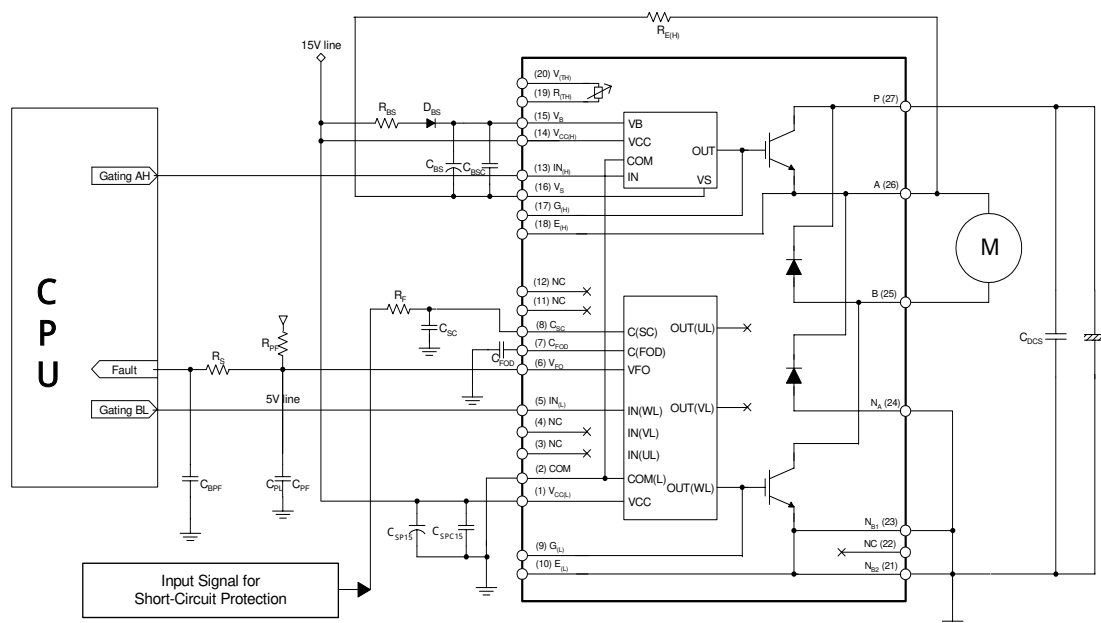 R_E(H)
15V line
(20) V_(TH)
(19) R_(TH)
R_BS
D_BS
(15) V_B
(14) V_CC(H)
C_BS
C_BSC
(13) IN_(H)
(16) V_S
(17) G_(H)
(18) E_(H)
VB
VCC
COM
IN
OUT
VS
P (27)
A (26)
B (25)
M
C_DCS
Gating AH
CPU
Fault
Gating BL
(12) NC
(11) NC
R_F
C_SC
(8) C_SC
(7) C_FOD
C_FOD
(6) V_FO
R_PF
R_S
5V line
(5) IN_(L)
(4) NC
(3) NC
(2) COM
(1) V_CC(L)
C(SC)
C(FOD)
VFO
IN(WL)
IN(VL)
IN(UL)
COM(L)
VCC
OUT(UL)
OUT(VL)
OUT(WL)
N_A (24)
C_BPF
C_PL
C_PF
C_SP15
C_SPC15
(9) G_(L)
(10) E_(L)
N_B1 (23)
NC (22)
N_B2 (21)
Input Signal for
Short-Circuit Protection